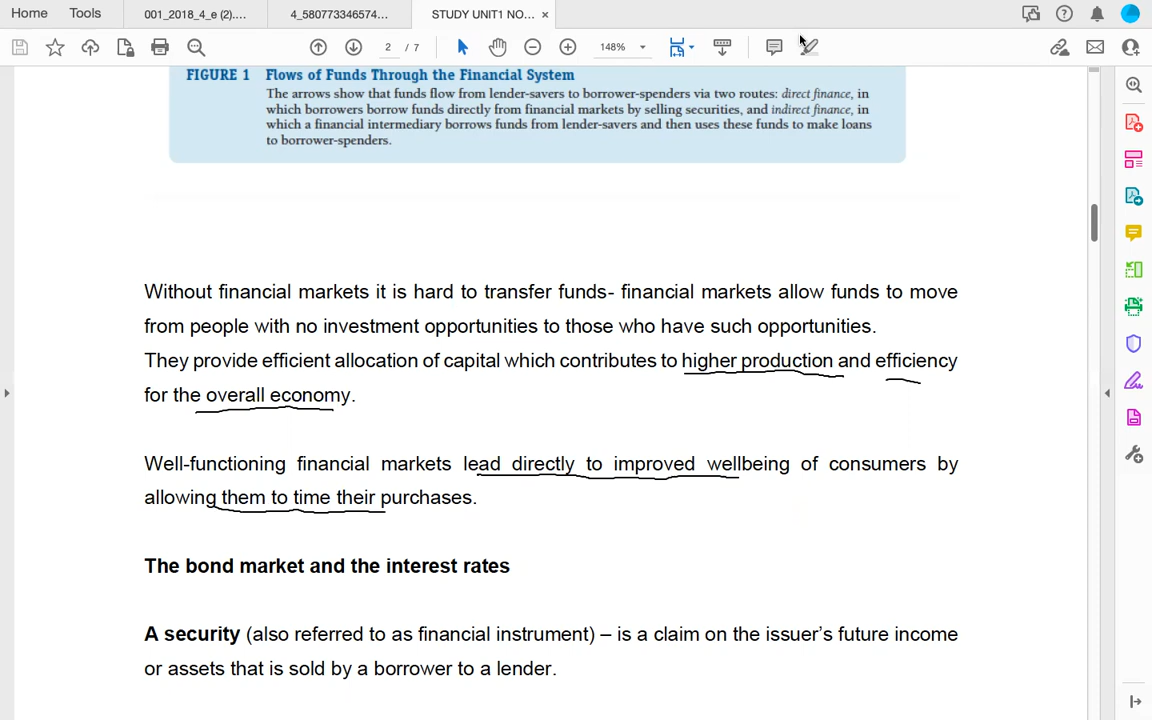 Home Tools 001_2018_4_e (2).... 4_580773346574... STUDY UNIT1 NO... ×
2 / 7 148%
FIGURE 1 Flows of Funds Through the Financial System
The arrows show that funds flow from lender-savers to borrower-spenders via two routes: direct finance, in
which borrowers borrow funds directly from financial markets by selling securities, and indirect finance, in
which a financial intermediary borrows funds from lender-savers and then uses these funds to make loans
to borrower-spenders.
Without financial markets it is hard to transfer funds- financial markets allow funds to move
from people with no investment opportunities to those who have such opportunities.
They provide efficient allocation of capital which contributes to higher production and efficiency
for the overall economy.
Well-functioning financial markets lead directly to improved wellbeing of consumers by
allowing them to time their purchases.
The bond market and the interest rates
A security (also referred to as financial instrument) – is a claim on the issuer's future income
or assets that is sold by a borrower to a lender.